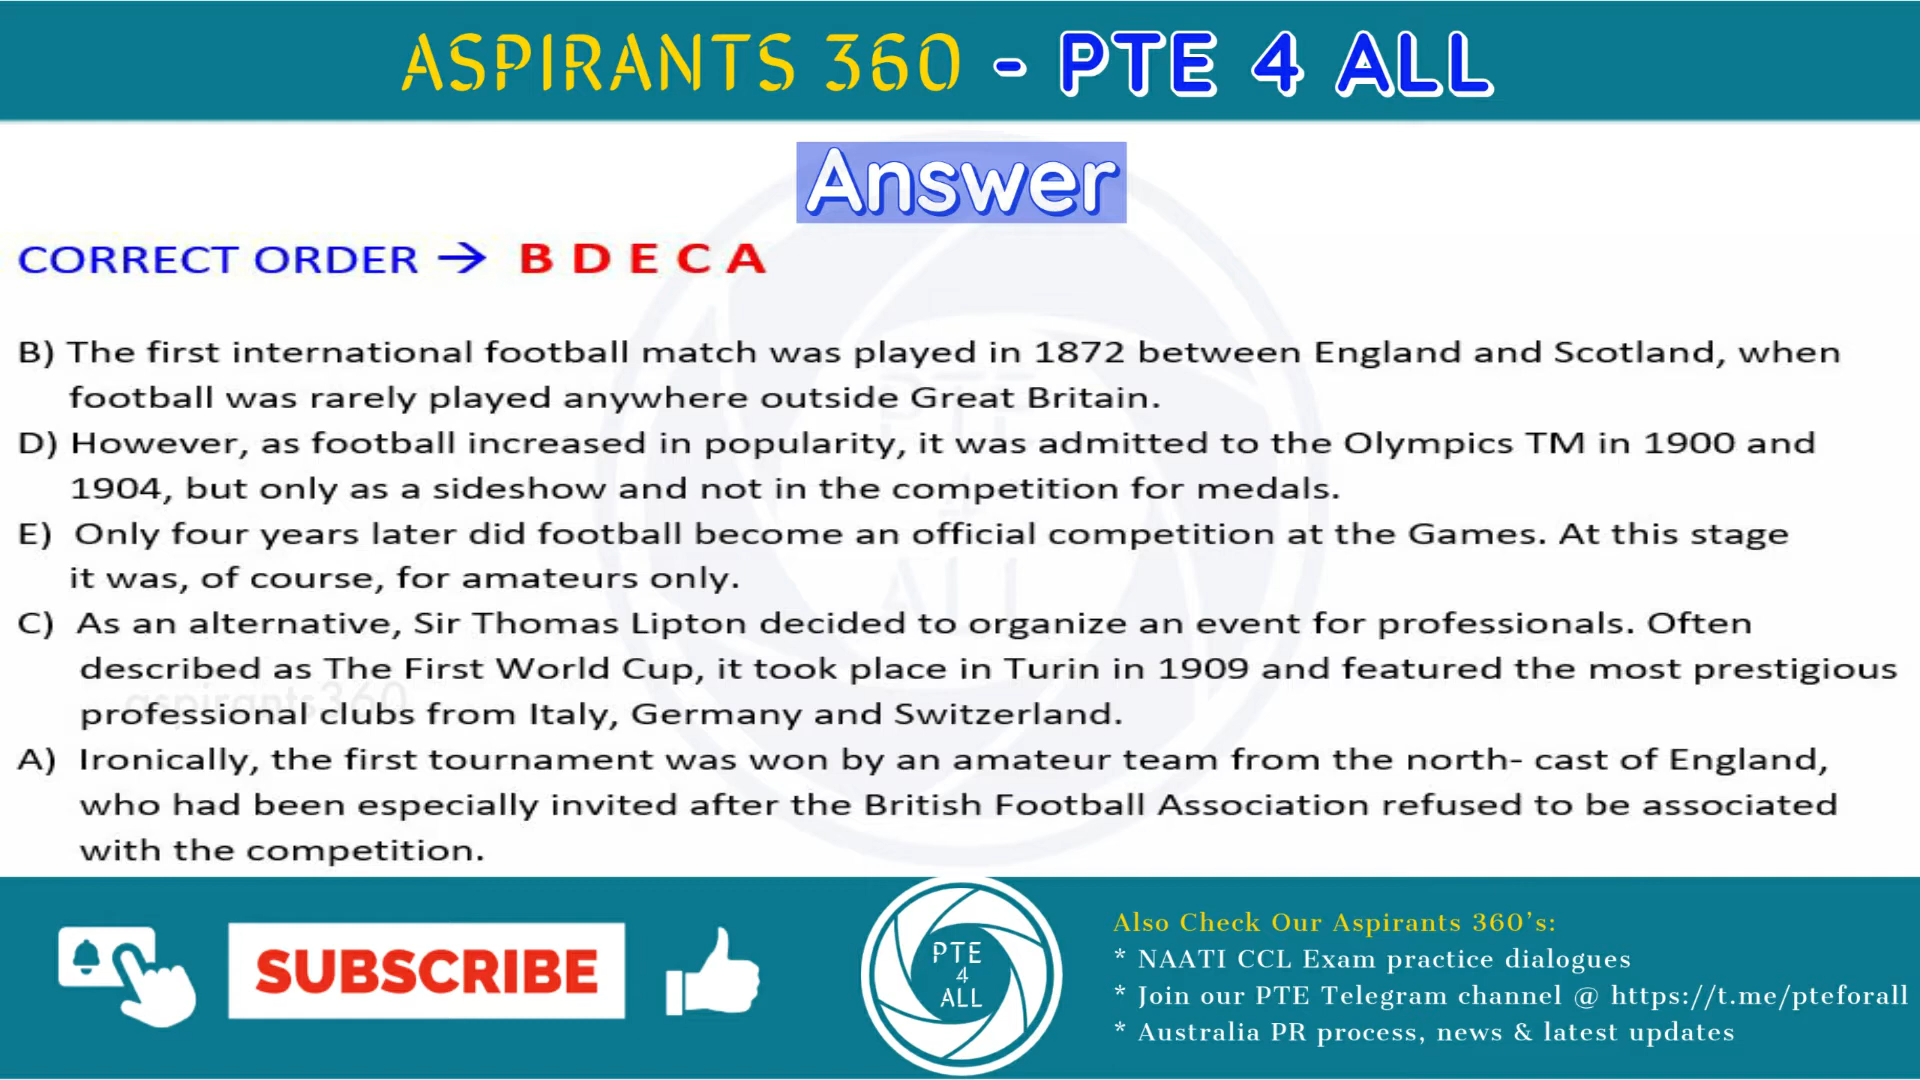 ASPIRANTS 360 - PTE 4 ALL
Answer
CORRECT ORDER → B D E C A
B) The first international football match was played in 1872 between England and Scotland, when
football was rarely played anywhere outside Great Britain.
D) However, as football increased in popularity, it was admitted to the Olympics TM in 1900 and
1904, but only as a sideshow and not in the competition for medals.
E) Only four years later did football become an official competition at the Games. At this stage
it was, of course, for amateurs only.
C) As an alternative, Sir Thomas Lipton decided to organize an event for professionals. Often
described as The First World Cup, it took place in Turin in 1909 and featured the most prestigious
professional clubs from Italy, Germany and Switzerland.
A) Ironically, the first tournament was won by an amateur team from the north- cast of England,
who had been especially invited after the British Football Association refused to be associated
with the competition.
aspirants360
PTE
4
ALL
SUBSCRIBE
PTE
4
ALL
Also Check Our Aspirants 360's:
* NAATI CCL Exam practice dialogues
* Join our PTE Telegram channel @ https://t.me/pteforall
* Australia PR process, news & latest updates